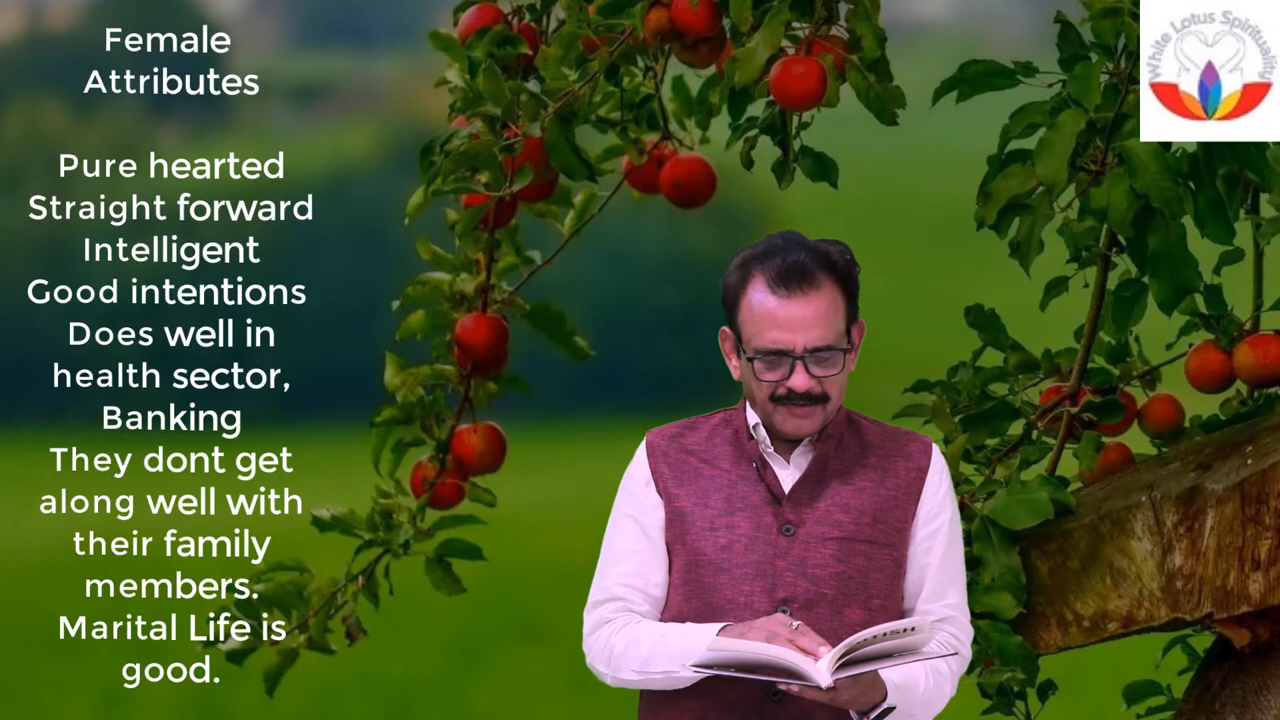 Female
Attributes
Pure hearted
Straight forward
Intelligent
Good intentions
Does well in
health sector,
Banking
They dont get
along well with
their family
members.
Marital Life is
good.
White Lotus Spirituality